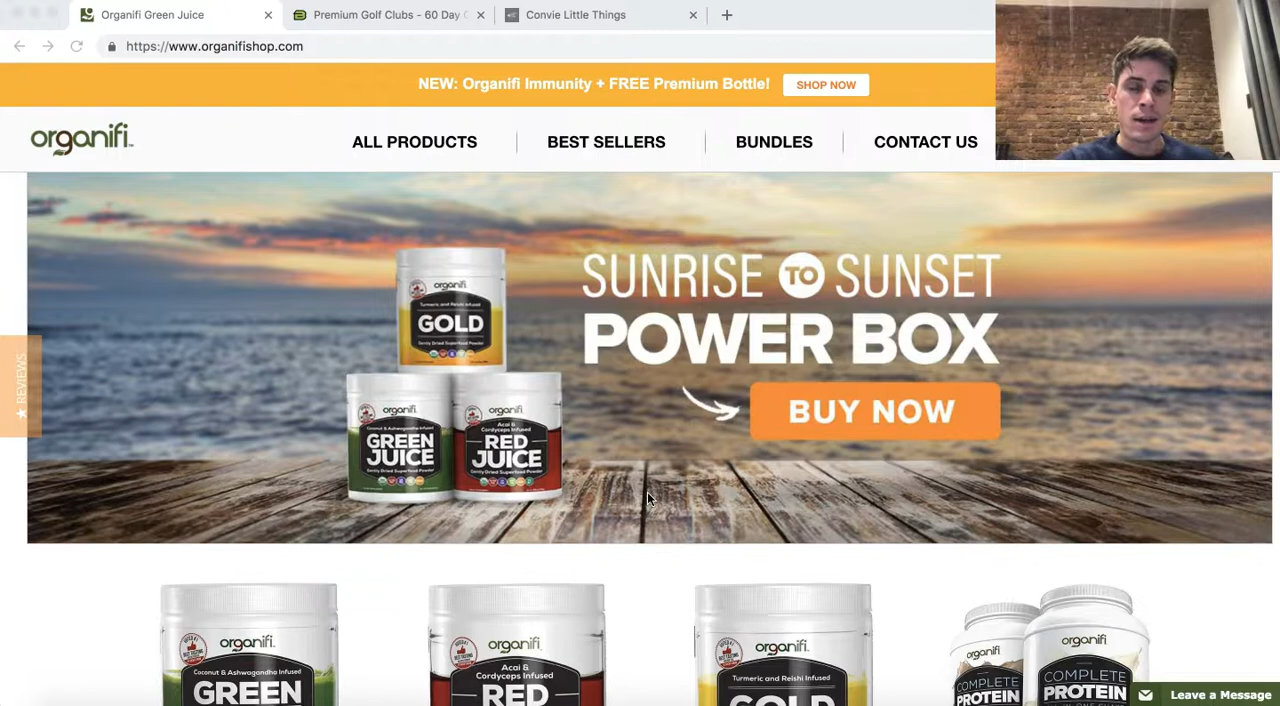 Organifi Green Juice
Premium Golf Clubs - 60 Day
Convie Little Things
https://www.organifishop.com
NEW: Organifi Immunity + FREE Premium Bottle!
SHOP NOW
organifi
ALL PRODUCTS
BEST SELLERS
BUNDLES
CONTACT US
SUNRISE TO SUNSET
POWER BOX
BUY NOW
★ REVIEWS
organifi
Turmeric and Reishi Infused
GOLD
Gently Dried Superfood Powder
organifi
Coconut & Ashwagandha Infused
GREEN
JUICE
Gently Dried Superfood Powder
organifi
Acai &
Cordyceps Infused
RED
JUICE
Gently Dried Superfood Powder
organifi
Coconut & Ashwagandha Infused
GREEN
organifi
Acai &
Cordyceps Infused
RED
organifi
Turmeric and Reishi Infused
GOLD
organifi
COMPLETE
PROTEIN
organifi
COMPLETE
PROTEIN
Leave a Message